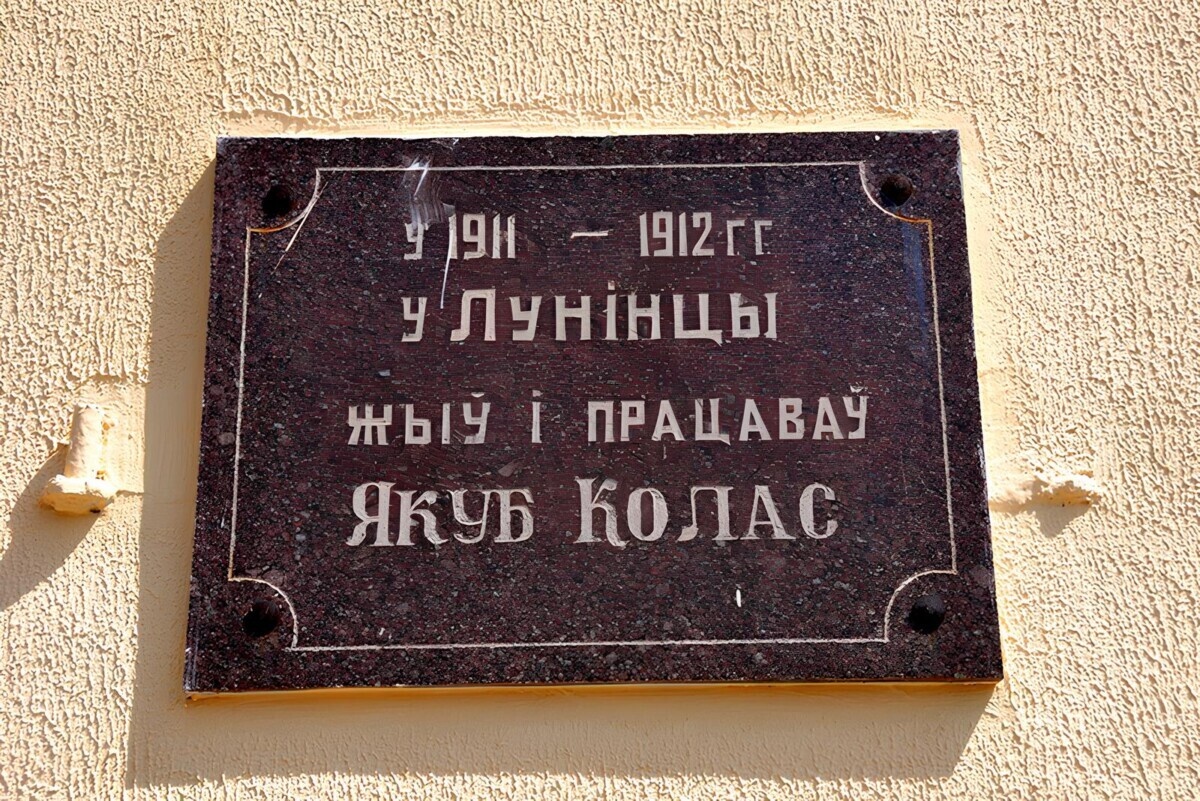 у 1911 – 1912 гг
у Лунінцы
жыў і працаваў
Якуб Колас